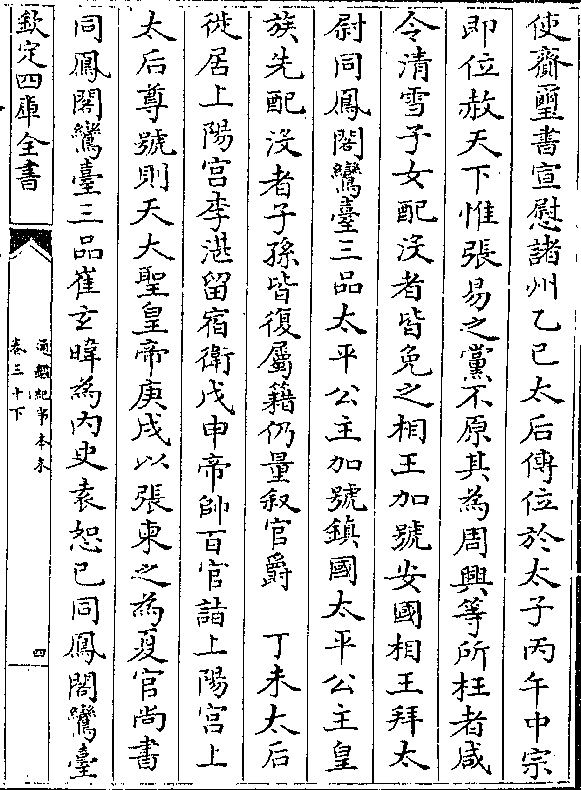 使齎璽書宣慰諸州乙巳太后傳位於太子丙午中宗
即位赦天下惟張易之黨不原其為周興等所枉者咸
令清雪子女配沒者皆免之相王加號安國相王拜太
尉同鳳閣鸞臺三品太平公主加號鎮國太平公主皇
族先配沒者子孫皆復屬籍仍量叙官爵　丁未太后
徙居上陽宮李湛留宿衛戊申帝帥百官詣上陽宮上
太后尊號則天大聖皇帝庚戌以張柬之為夏官尚書
同鳳閣鸞臺三品崔玄暐為內史袁恕己同鳳閣鸞臺
欽定四庫全書
通鑑紀事本末
卷三十下
四